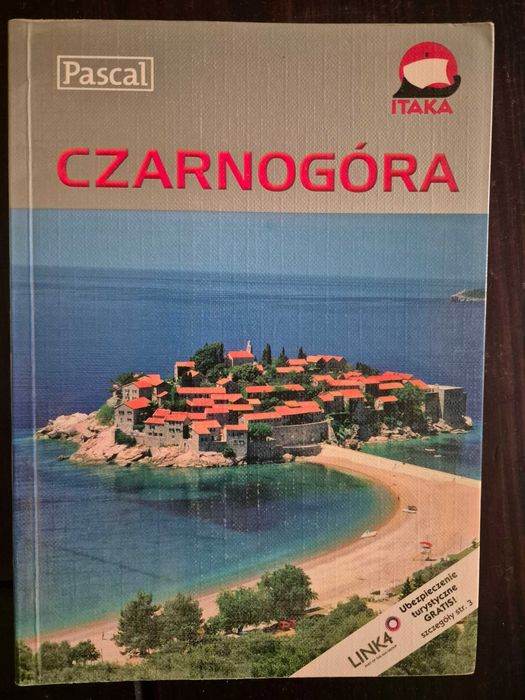 Pascal
ITAKA
CZARNOGÓRA
Ubezpieczenie
turystyczne
GRATIS!
szczegóły str. 3
LINK4